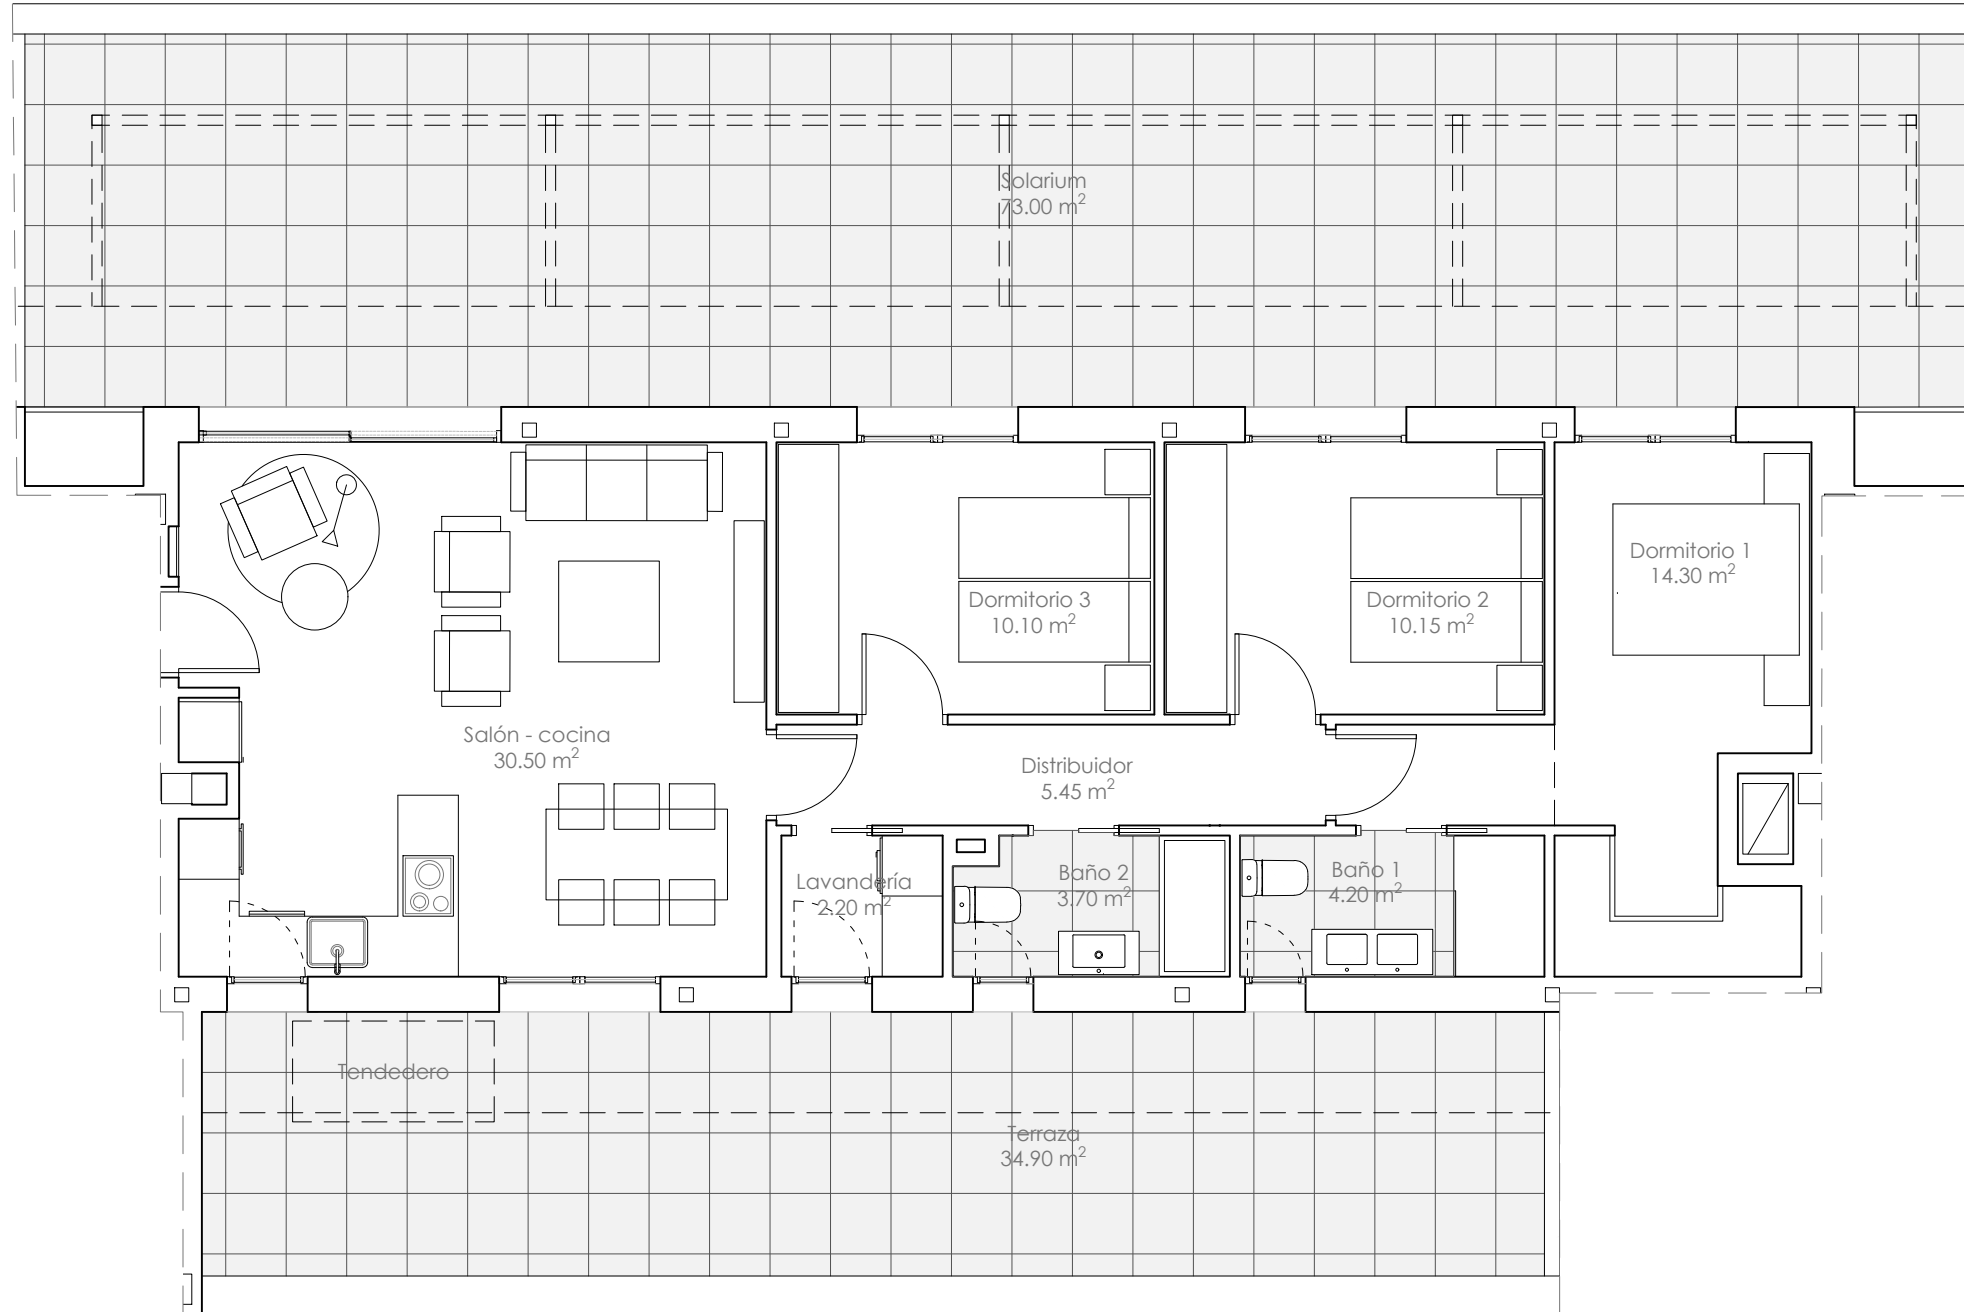 Solarium
73.00 m²
Dormitorio 1
14.30 m²
Dormitorio 3
10.10 m²
Dormitorio 2
10.15 m²
Salón - cocina
30.50 m²
Distribuidor
5.45 m²
Lavandería
2.20 m²
Baño 2
3.70 m²
Baño 1
4.20 m²
Tendedero
Terraza
34.90 m²